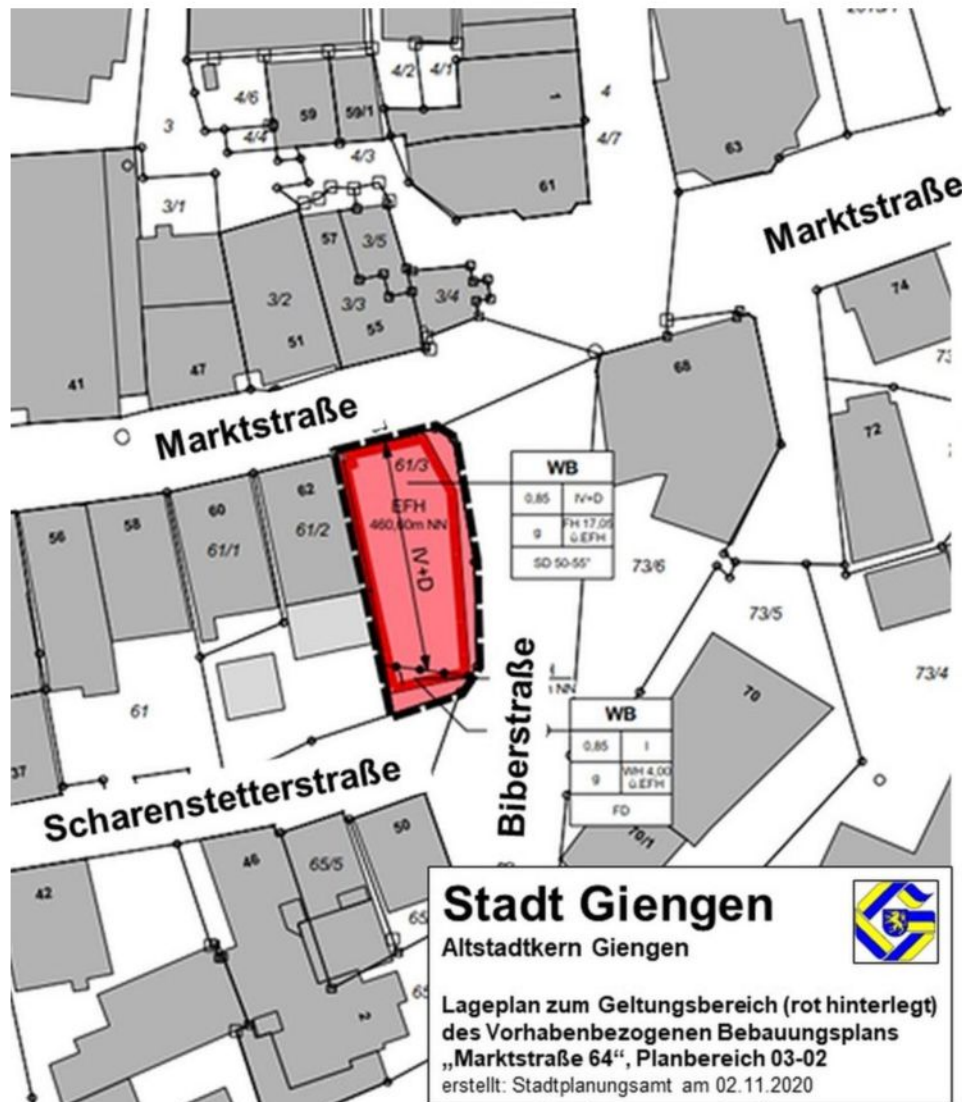 4/2
4/1
4/6
59
59/1
1
4
3
4/4
4/3
4/7
63
61
3/1
57
3/5
Marktstraße
3/2
3/3
3/4
74
51
55
41
47
68
Marktstraße
72
61/3
WB
62
EFH
0,85
IV+D
60
61/2
460,60m NN
g
FH 17,05
ü.EFH
56
58
61/1
IV+D
SD 50-55°
73/6
73/5
73/4
61
Biberstraße
70
WB
0,85
I
37
g
WH 4,00
ü.EFH
Scharenstetterstraße
FD
70/1
42
46
65/5
50
2
Stadt Giengen
Altstadtkern Giengen
Lageplan zum Geltungsbereich (rot hinterlegt)
des Vorhabenbezogenen Bebauungsplans
„Marktstraße 64“, Planbereich 03-02
erstellt: Stadtplanungsamt am 02.11.2020